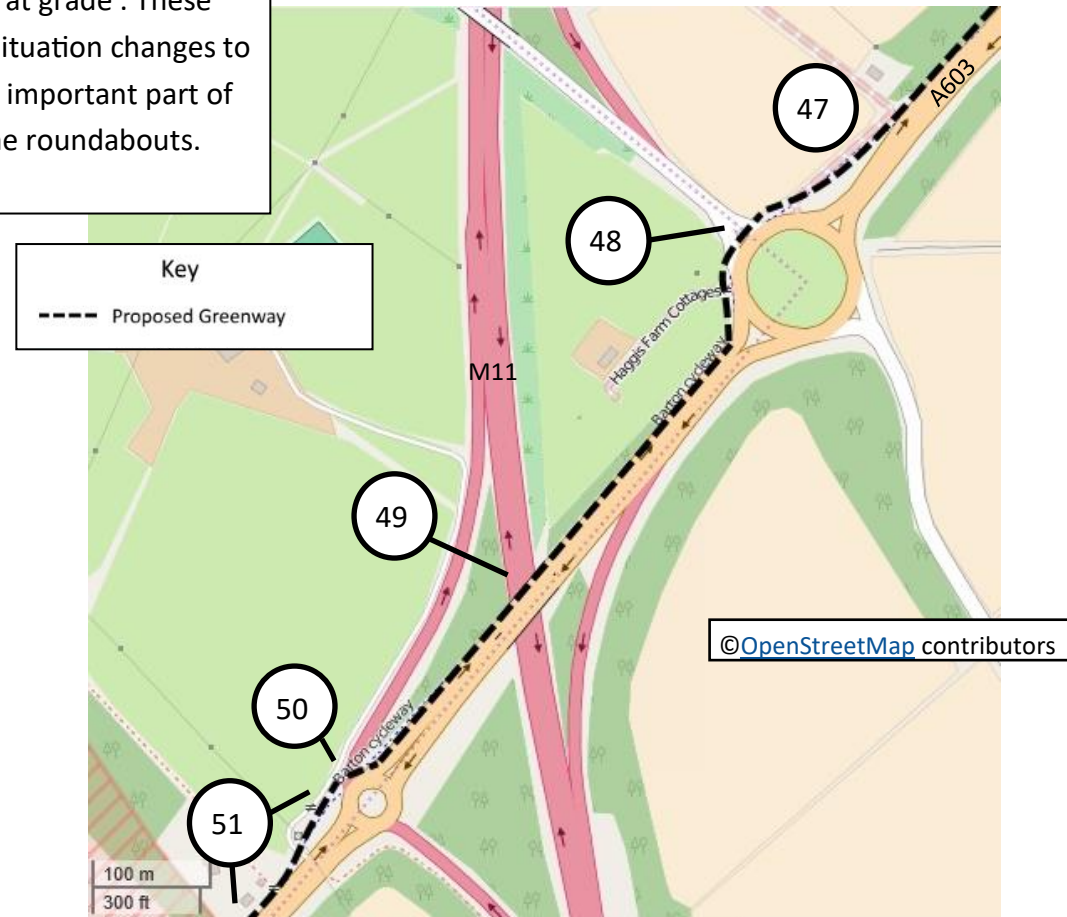 at grade . These
ituation changes to
important part of
e roundabouts.
Key
Proposed Greenway
47
A603
48
Haggis Farm Cottages
Barton cycleway
M11
49
©OpenStreetMap contributors
50
Barton cycleway
51
100 m
300 ft